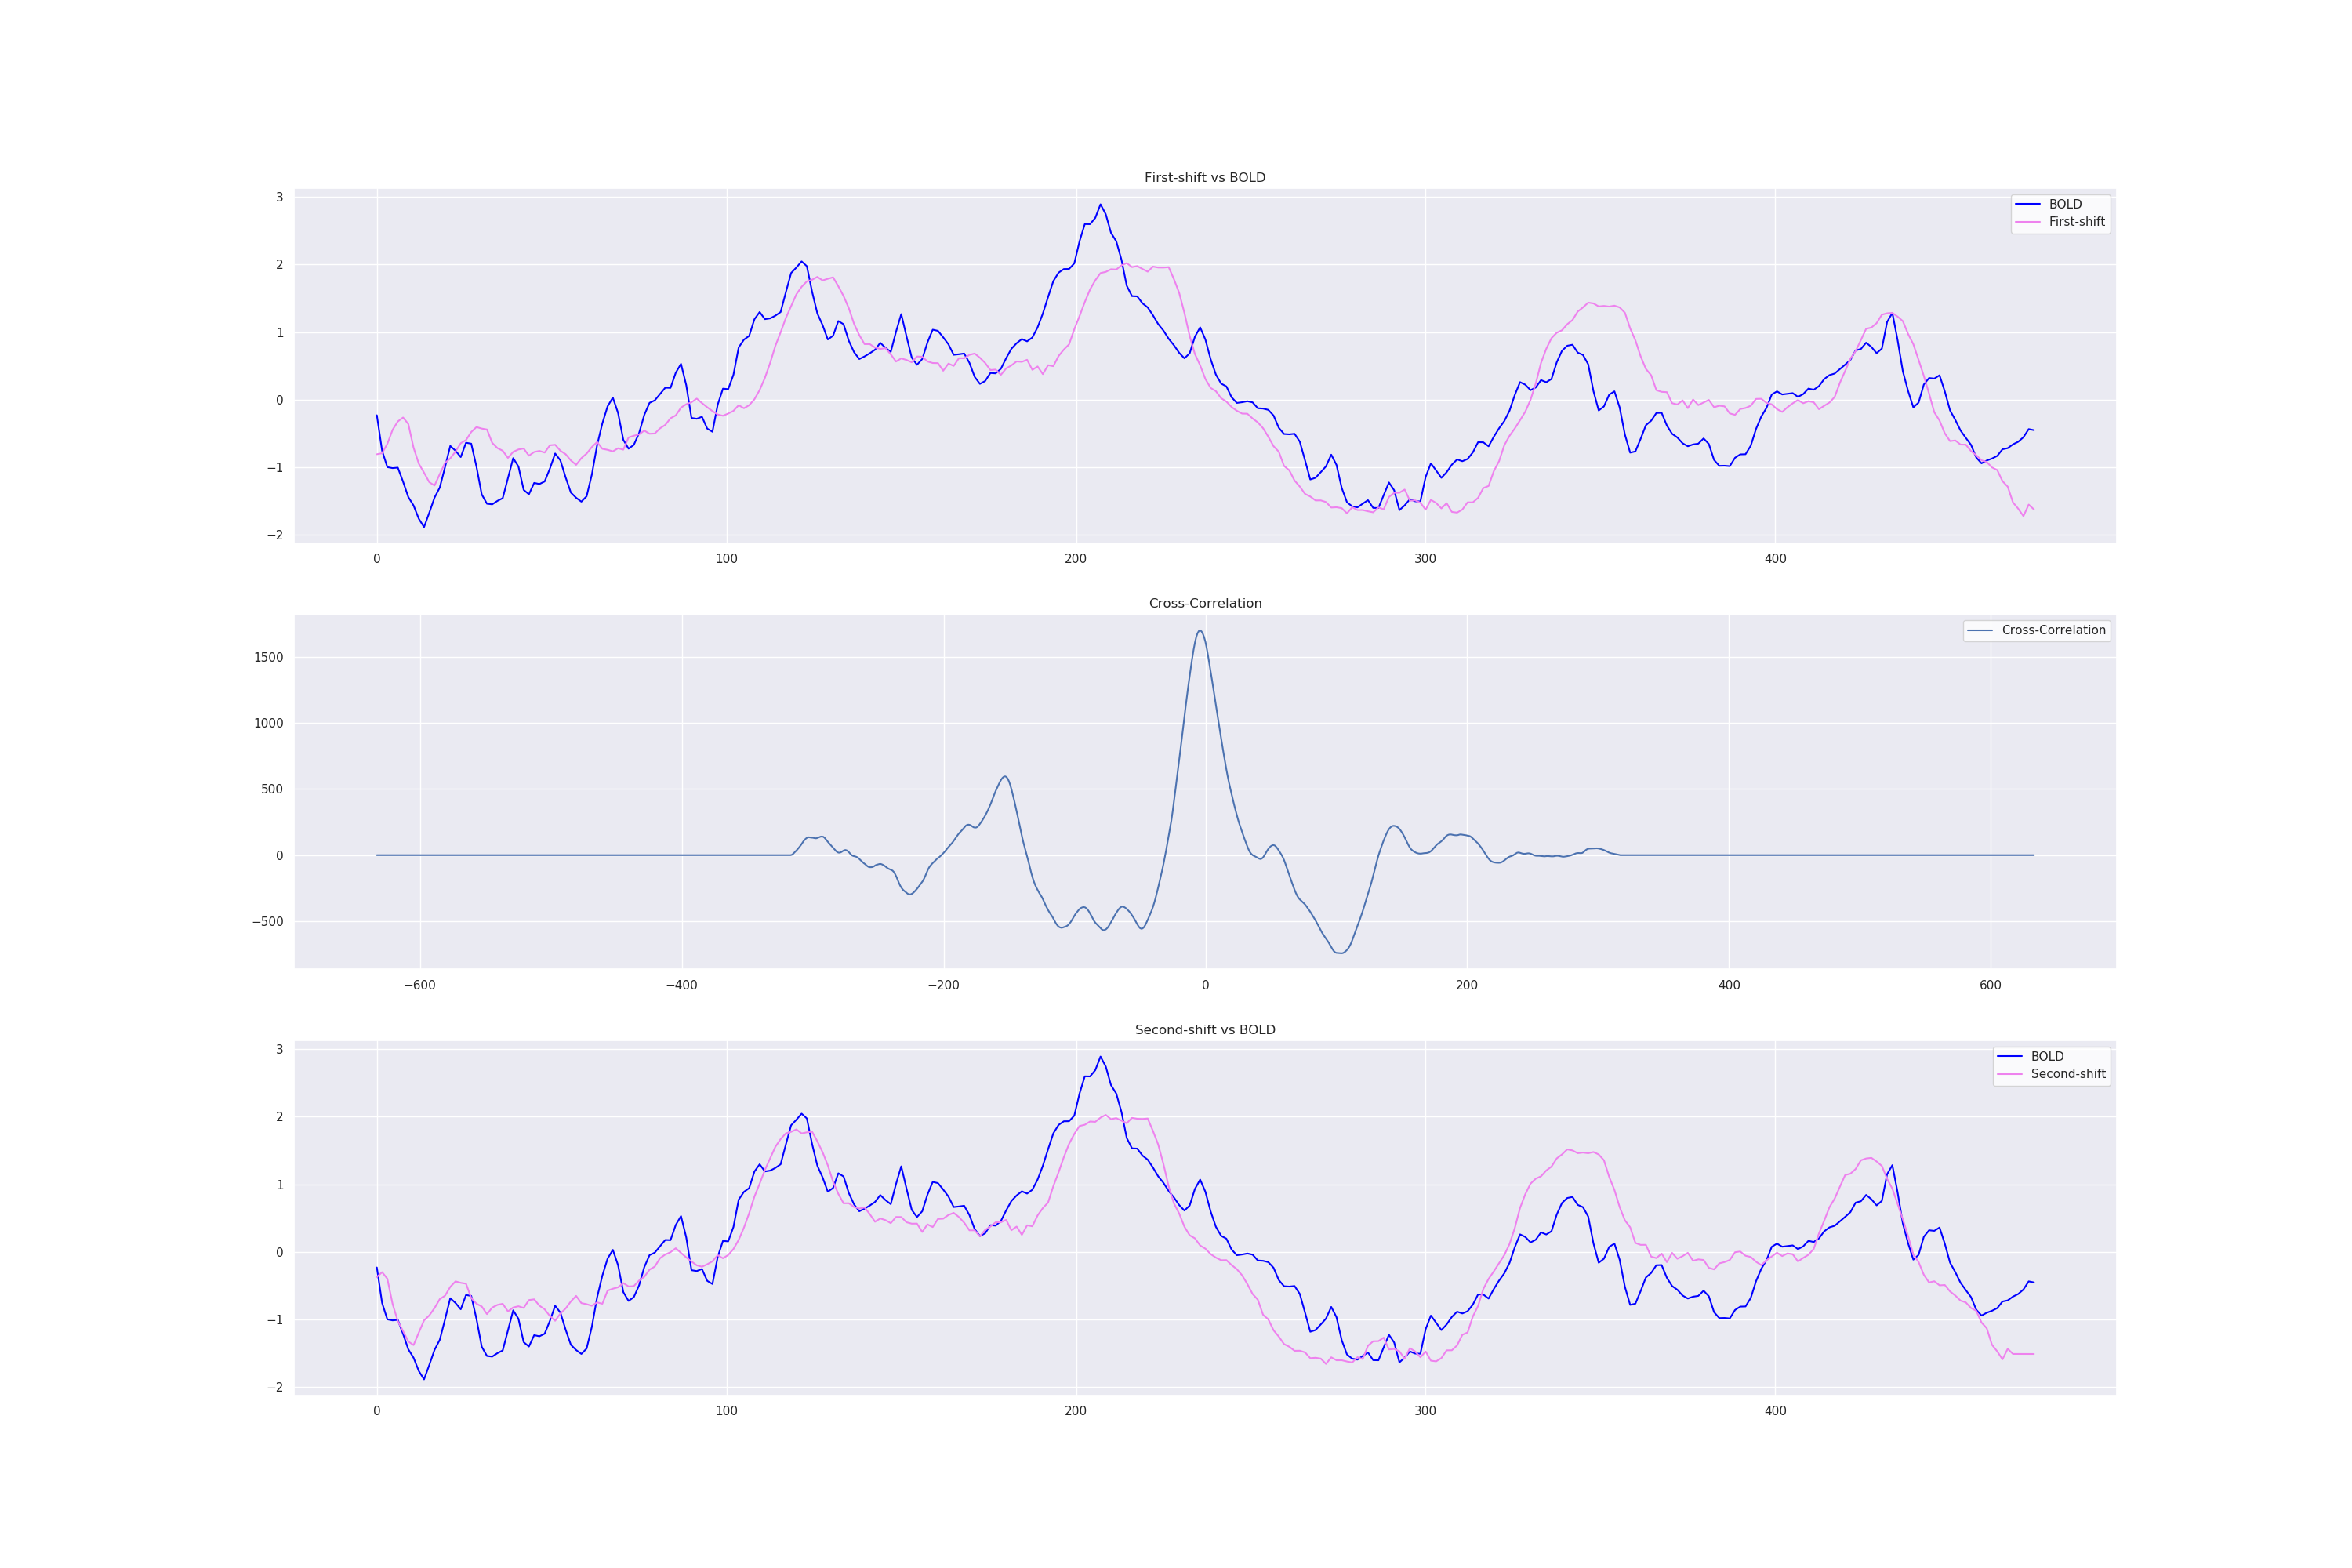 First-shift vs BOLD
3
2
1
0
−1
−2
BOLD
First-shift
0 100 200 300 400
Cross-Correlation
1500
1000
500
0
−500
Cross-Correlation
−600 −400 −200 0 200 400 600
Second-shift vs BOLD
3
2
1
0
−1
−2
BOLD
Second-shift
0 100 200 300 400